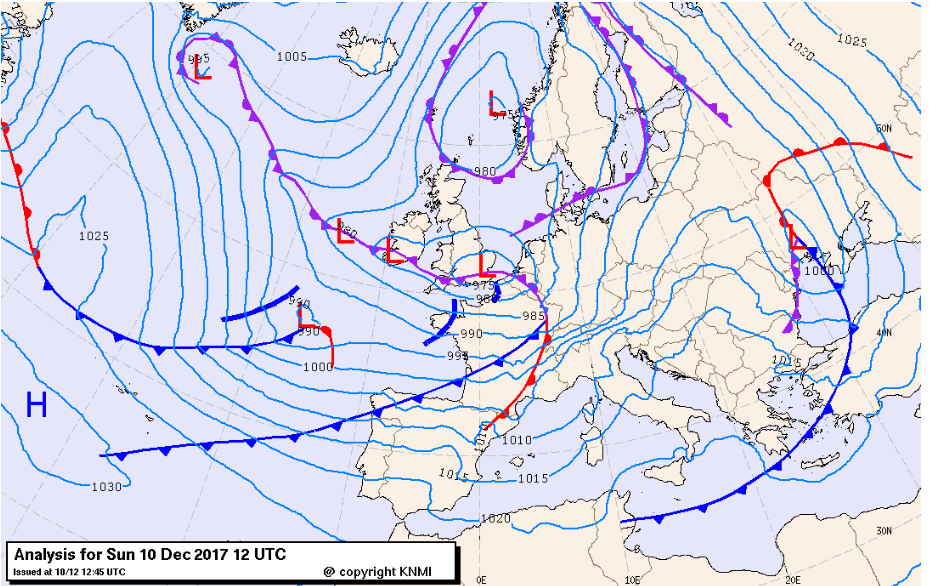 1025
1020
1005
995
L
L
975
980
50N
1025
L
980
L
L
L
1000
975
980
990
985
L
990
990
40N
995
1000
1015
H
1010
1015
1015
1030
1020
30N
Analysis for Sun 10 Dec 2017 12 UTC
Issued at 10/12 12:45 UTC
@ copyright KNMI
0E
10E
20E